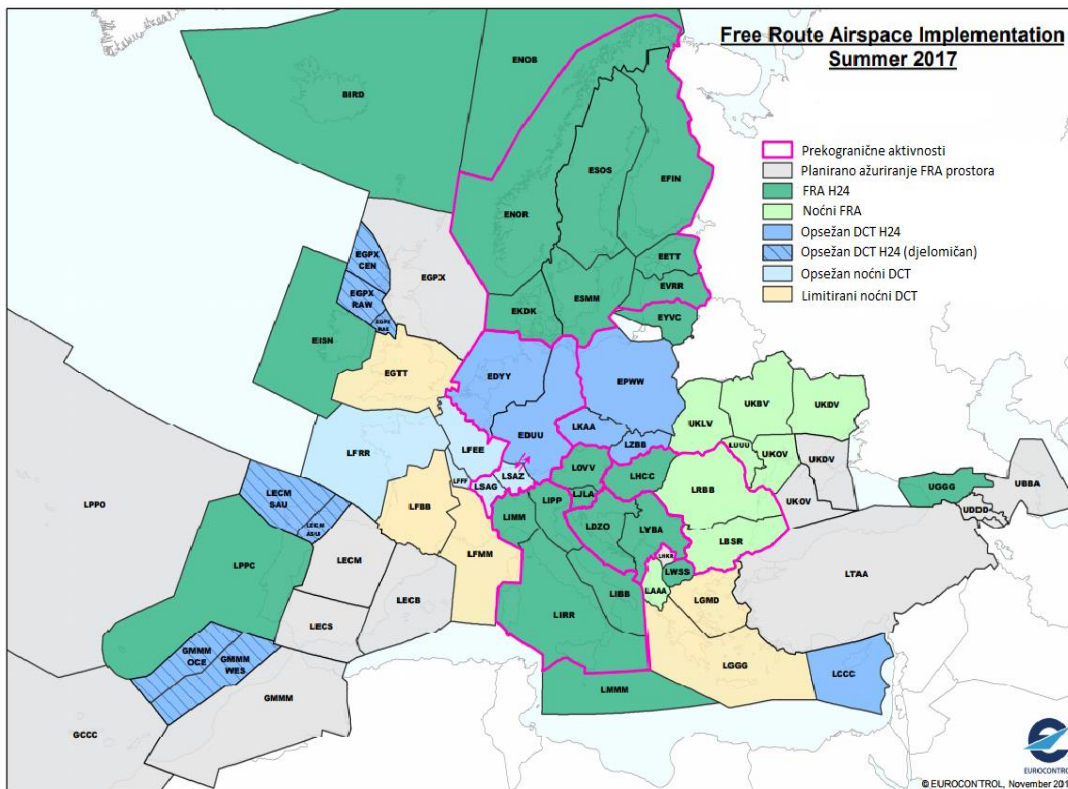 Free Route Airspace Implementation
Summer 2017
Prekogranične aktivnosti
Planirano ažuriranje FRA prostora
FRA H24
Noćni FRA
Opsežan DCT H24
Opsežan DCT H24 (djelomičan)
Opsežan noćni DCT
Limitirani noćni DCT
ENOB
BIRD
ESOS
EFIN
ENOR
EGPX
CEN
EGPX
EETT
EGPX
RAW
EVRR
ESMM
EKDK
EYVC
EISN
EGTT
EDYY
EPWW
UKBV
UKDV
UKLV
LKAA
EDUU
LZBB
LFEE
LUUU
UKOV
UKDV
LFRR
LOVV
LHCC
LSAZ
LFFF
LSAG
LRBB
UKOV
UBBA
UGGG
LPPO
LECM
SAU
LIPP
LJLA
LFBB
LIMM
LDZO
UDDD
LECM
LBSR
LFMM
LPPC
LWSS
LTAA
LECB
LAAA
LIBB
LGMD
LIRR
LECS
GMMM
OCE
GMMM
WES
LGGG
LCCC
GMMM
LMMM
GCCC
EUROCONTROL